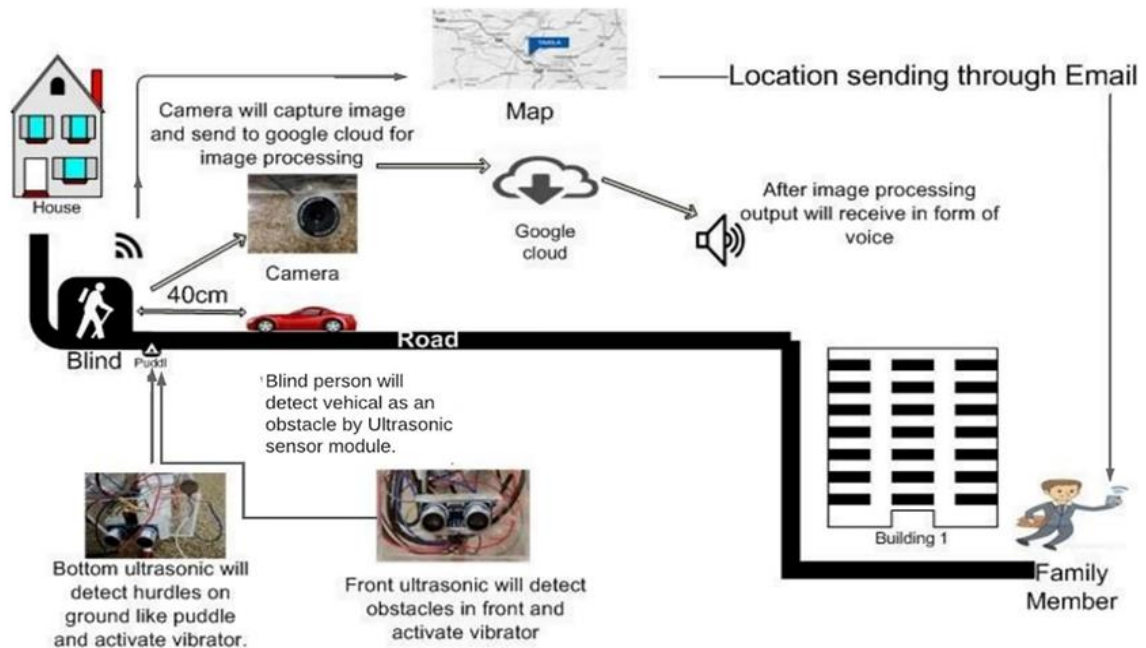 TAXILA
Map
Location sending through Email
Camera will capture image
and send to google cloud for
image processing
House
Camera
Google
cloud
After image processing
output will receive in form of
voice
40cm
Road
Blind
Puddl
Blind person will
detect vehical as an
obstacle by Ultrasonic
sensor module.
Bottom ultrasonic will
detect hurdles on
ground like puddle
and activate vibrator.
Front ultrasonic will detect
obstacles in front and
activate vibrator
Building 1
Family
Member